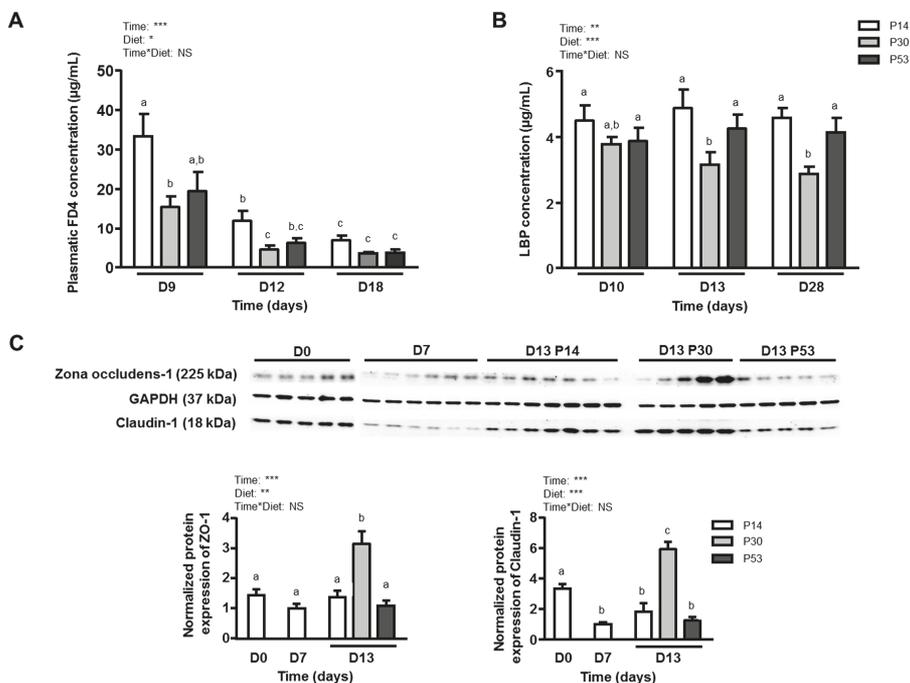 A
Time: ***
Diet: *
Time*Diet: NS
Plasmatic FD4 concentration (µg/mL)
50
40
30
20
10
0
a
b
a,b
b
c
b,c
c
c
c
D9
D12
D18
Time (days)
B
Time: **
Diet: ***
Time*Diet: NS
P14
P30
P53
LBP concentration (µg/mL)
6
4
2
0
a
a,b
a
a
b
a
a
b
a
D10
D13
D28
Time (days)
C
D0
D7
D13 P14
D13 P30
D13 P53
Zona occludens-1 (225 kDa)
GAPDH (37 kDa)
Claudin-1 (18 kDa)
Time: ***
Diet: **
Time*Diet: NS
Normalized protein
expression of ZO-1
4
3
2
1
0
a
a
a
b
a
D0
D7
D13
Time (days)
Time: ***
Diet: ***
Time*Diet: NS
Normalized protein
expression of Claudin-1
8
6
4
2
0
a
b
b
c
b
D0
D7
D13
Time (days)
P14
P30
P53